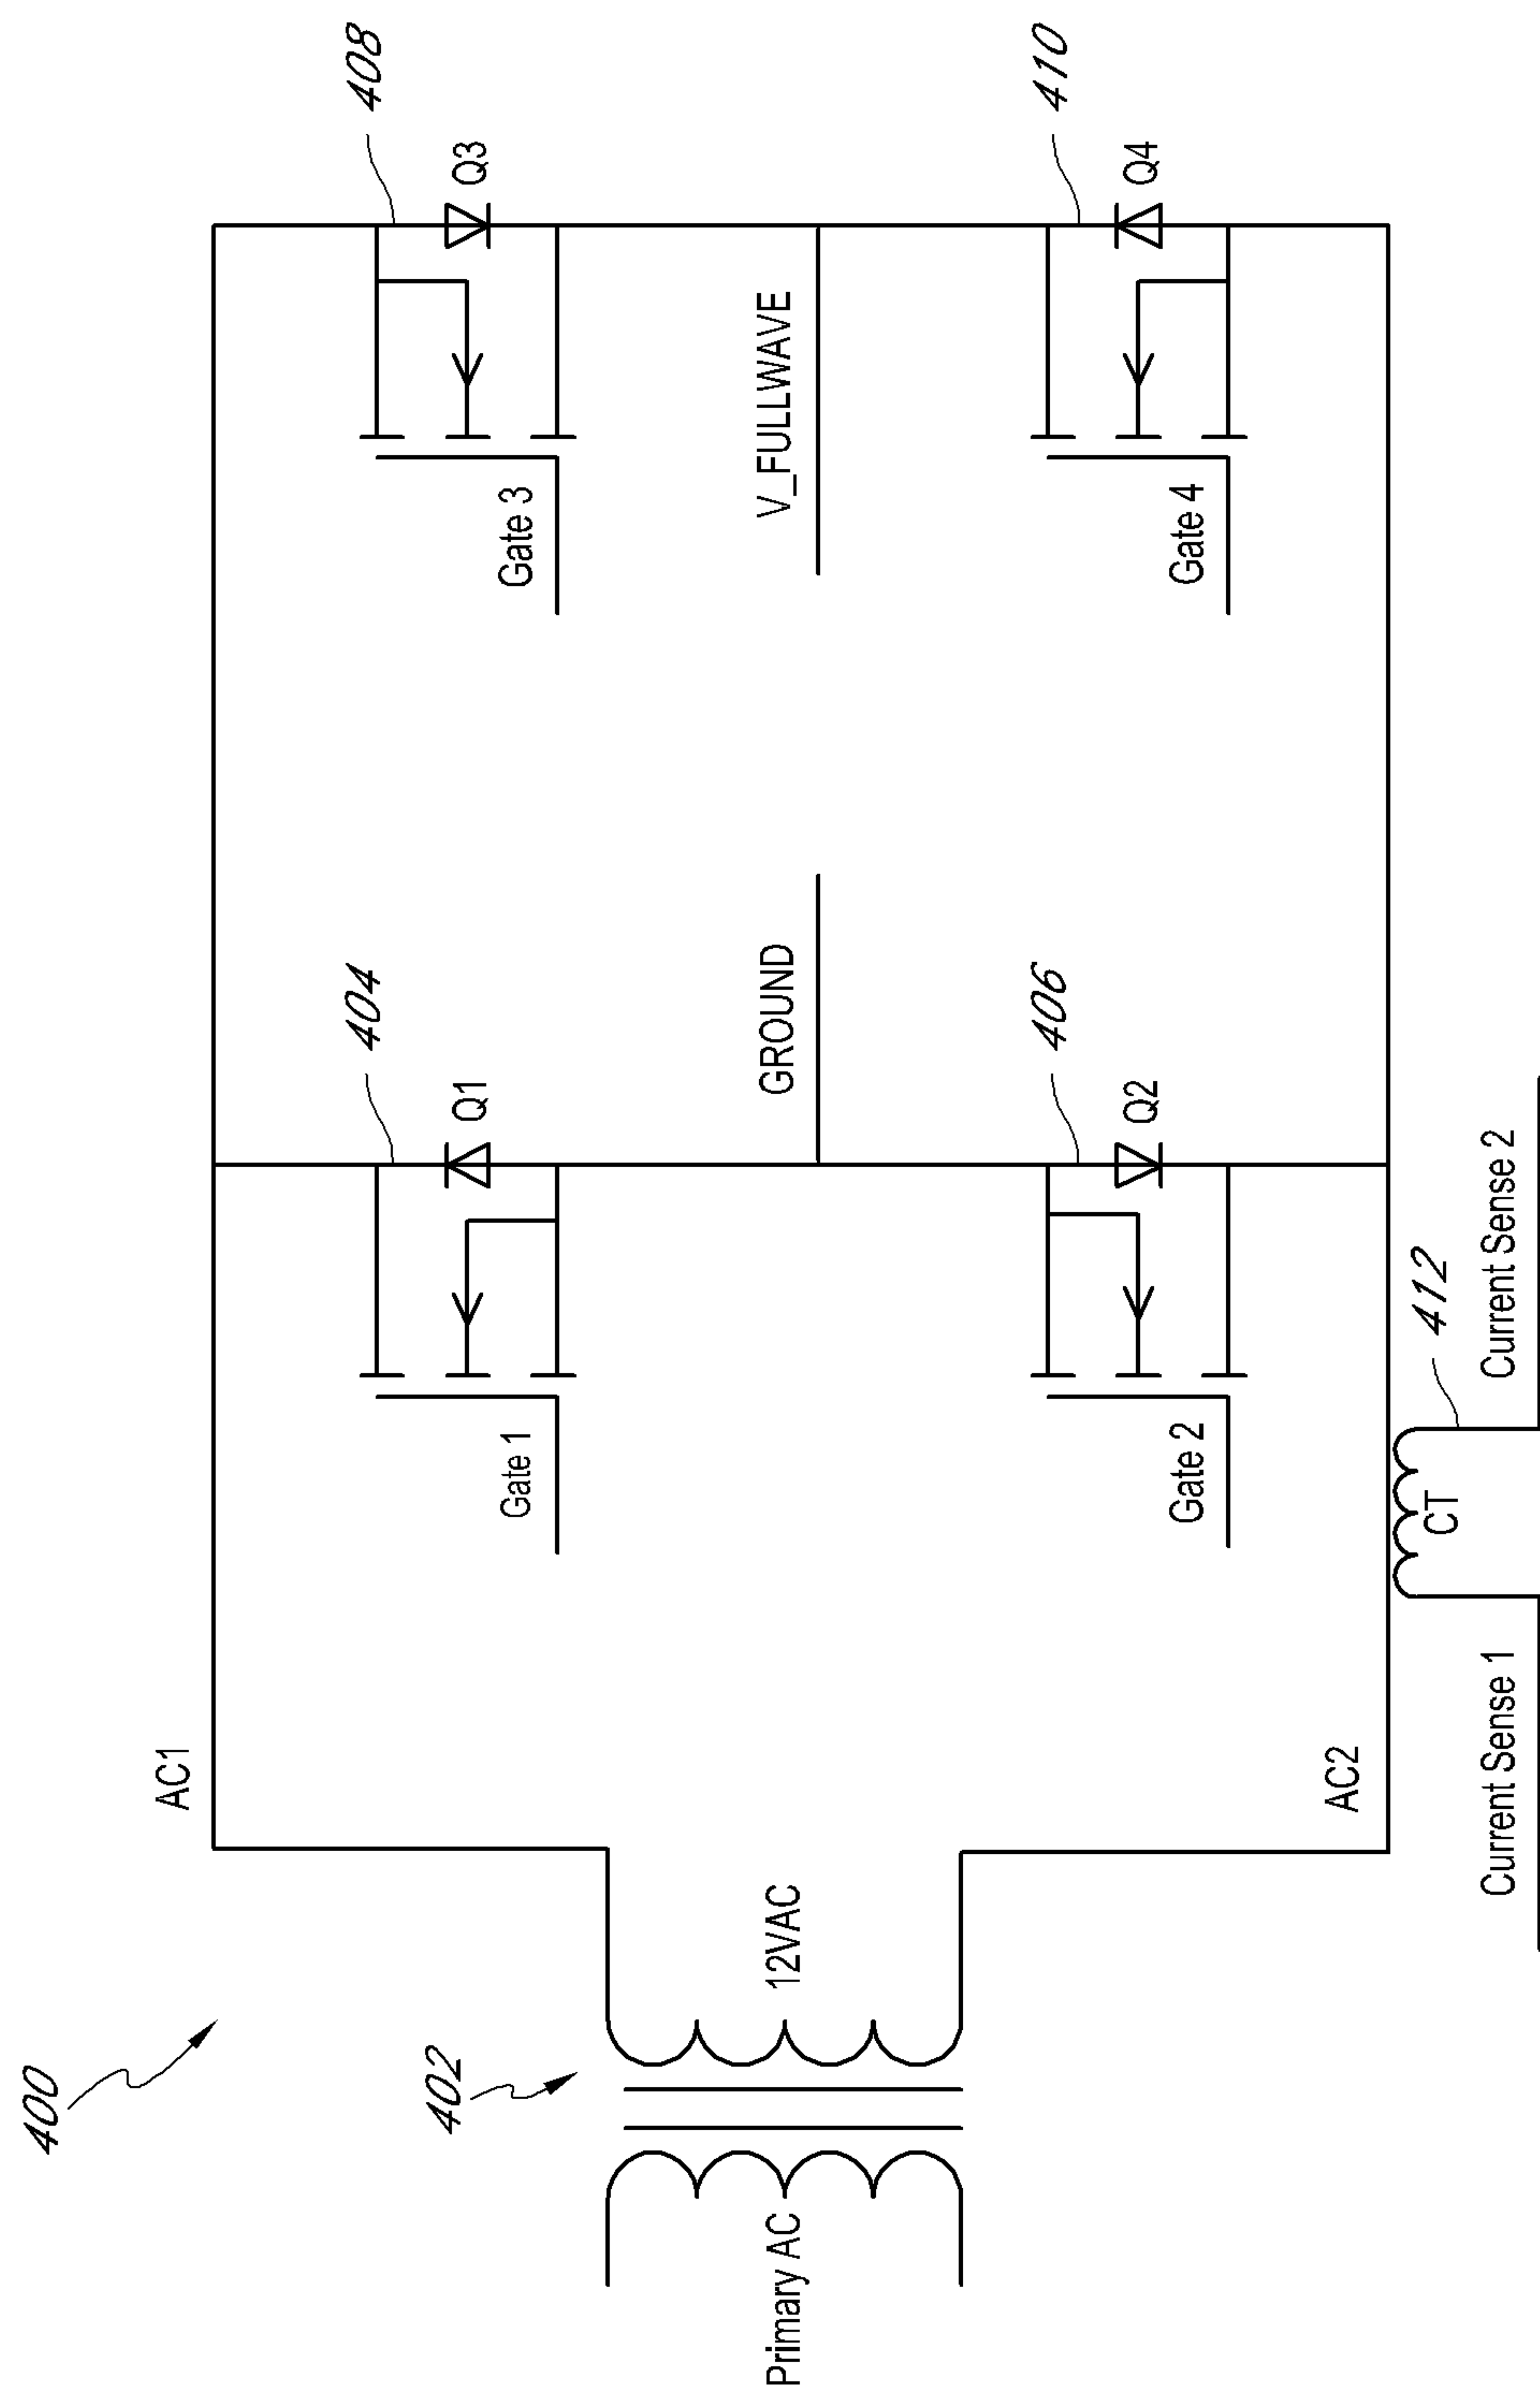 400
402
Primary AC
12VAC
AC1
AC2
404
Q1
Gate 1
GROUND
406
Q2
Gate 2
408
Q3
Gate 3
V_FULLWAVE
410
Q4
Gate 4
412
CT
Current Sense 1
Current Sense 2